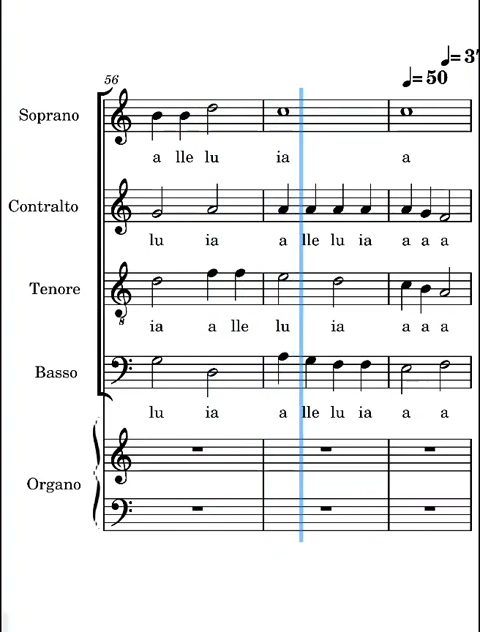 ♩= 3
56
♩= 50
Soprano
a lle lu ia a
Contralto
lu ia a lle lu ia a a a
Tenore
8
ia a lle lu ia a a a
Basso
lu ia a lle lu ia a a
Organo